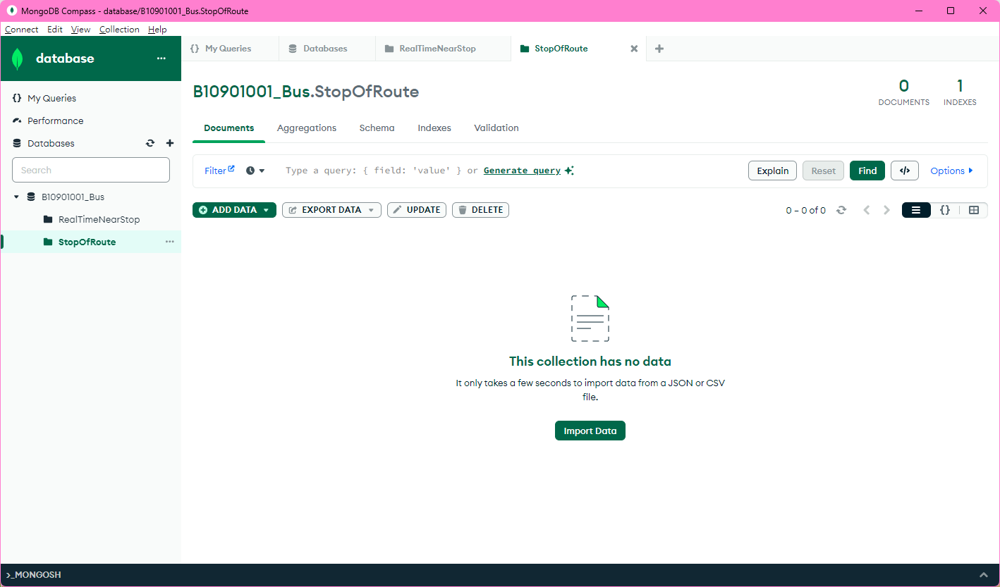 MongoDB Compass - database/B10901001_Bus.StopOfRoute
Connect Edit View Collection Help
database
My Queries
Performance
Databases
Search
B10901001_Bus
RealTimeNearStop
StopOfRoute
{} My Queries Databases RealTimeNearStop StopOfRoute
B10901001_Bus.StopOfRoute
0 DOCUMENTS
1 INDEXES
Documents Aggregations Schema Indexes Validation
Filter Type a query: { field: 'value' } or Generate query Explain Reset Find </> Options
ADD DATA EXPORT DATA UPDATE DELETE 0 – 0 of 0 {}
This collection has no data
It only takes a few seconds to import data from a JSON or CSV
file.
Import Data
>_MONGOSH